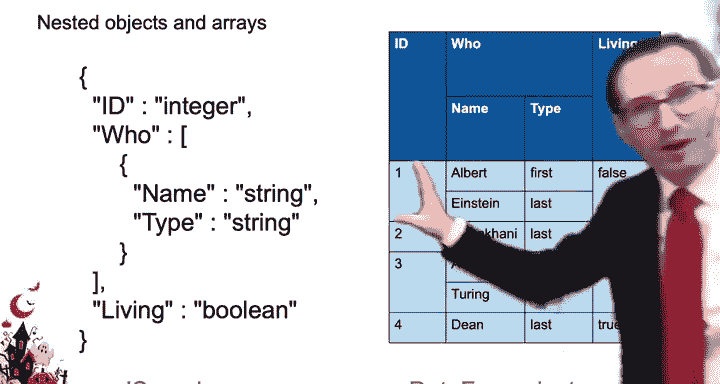 Nested objects and arrays
{
"ID" : "integer",
"Who" : [
{
"Name" : "string",
"Type" : "string"
}
],
"Living" : "boolean"
}
ID Who Living
Name Type
1 Albert first false
Einstein last
2 last
3
Turing
4 Dean last true